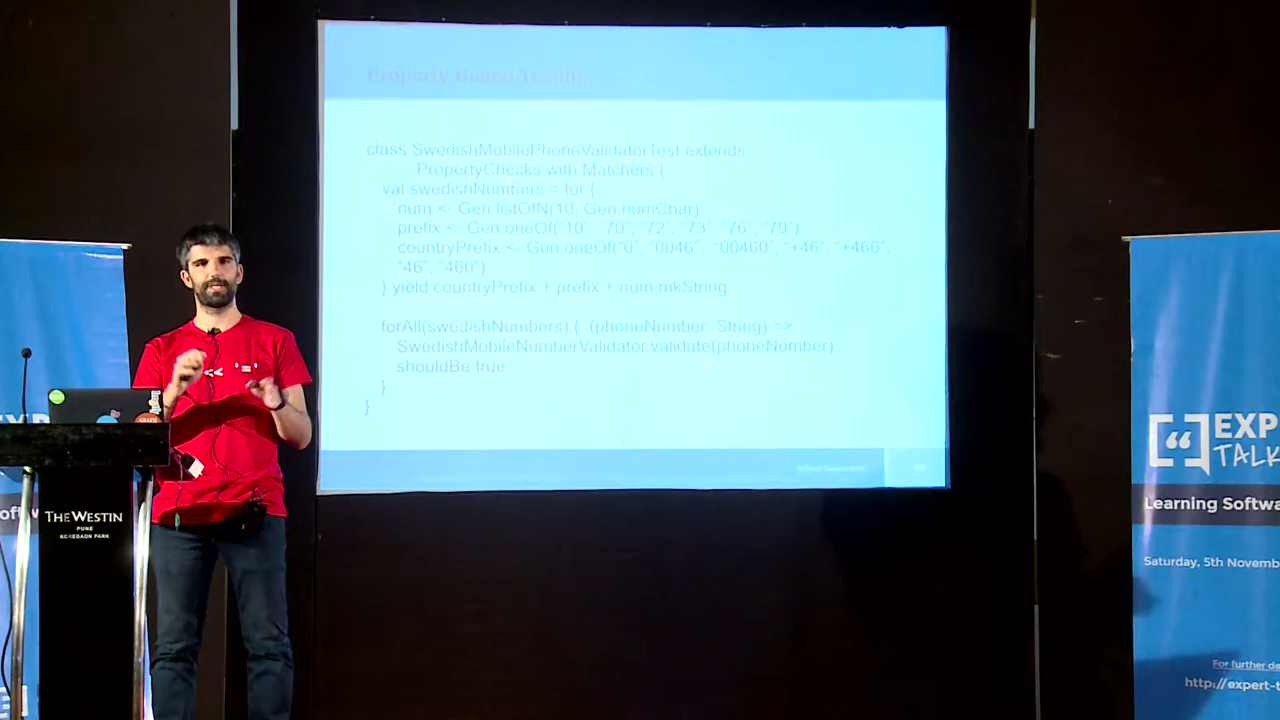 Property Based Testing
class SwedishMobilePhoneValidatorTest extends
PropertyChecks with Matchers {
val swedishNumbers = for {
num <- Gen.listOfN(10, Gen.numChar)
prefix <- Gen.oneOf("10", "70", "72", "73", "76", "79")
countryPrefix <- Gen.oneOf("0", "0046", "00460", "+46", "+460",
"46", "460")
} yield countryPrefix + prefix + num.mkString
forAll(swedishNumbers) { (phoneNumber: String) =>
SwedishMobileNumberValidator.validate(phoneNumber)
shouldBe true
}
}
<< '='
THE WESTIN
PUNE
KOREGAON PARK
EXP
TALK
Learning Softwa
Saturday, 5th Novemb
For further de
http://expert-t